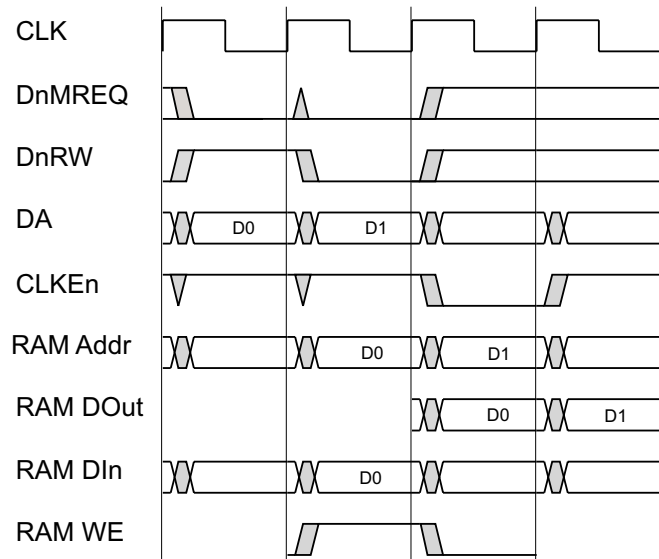 CLK
DnMREQ
DnRW
DA D0 D1
CLKEn
RAM Addr D0 D1
RAM DOut D0 D1
RAM DIn D0
RAM WE